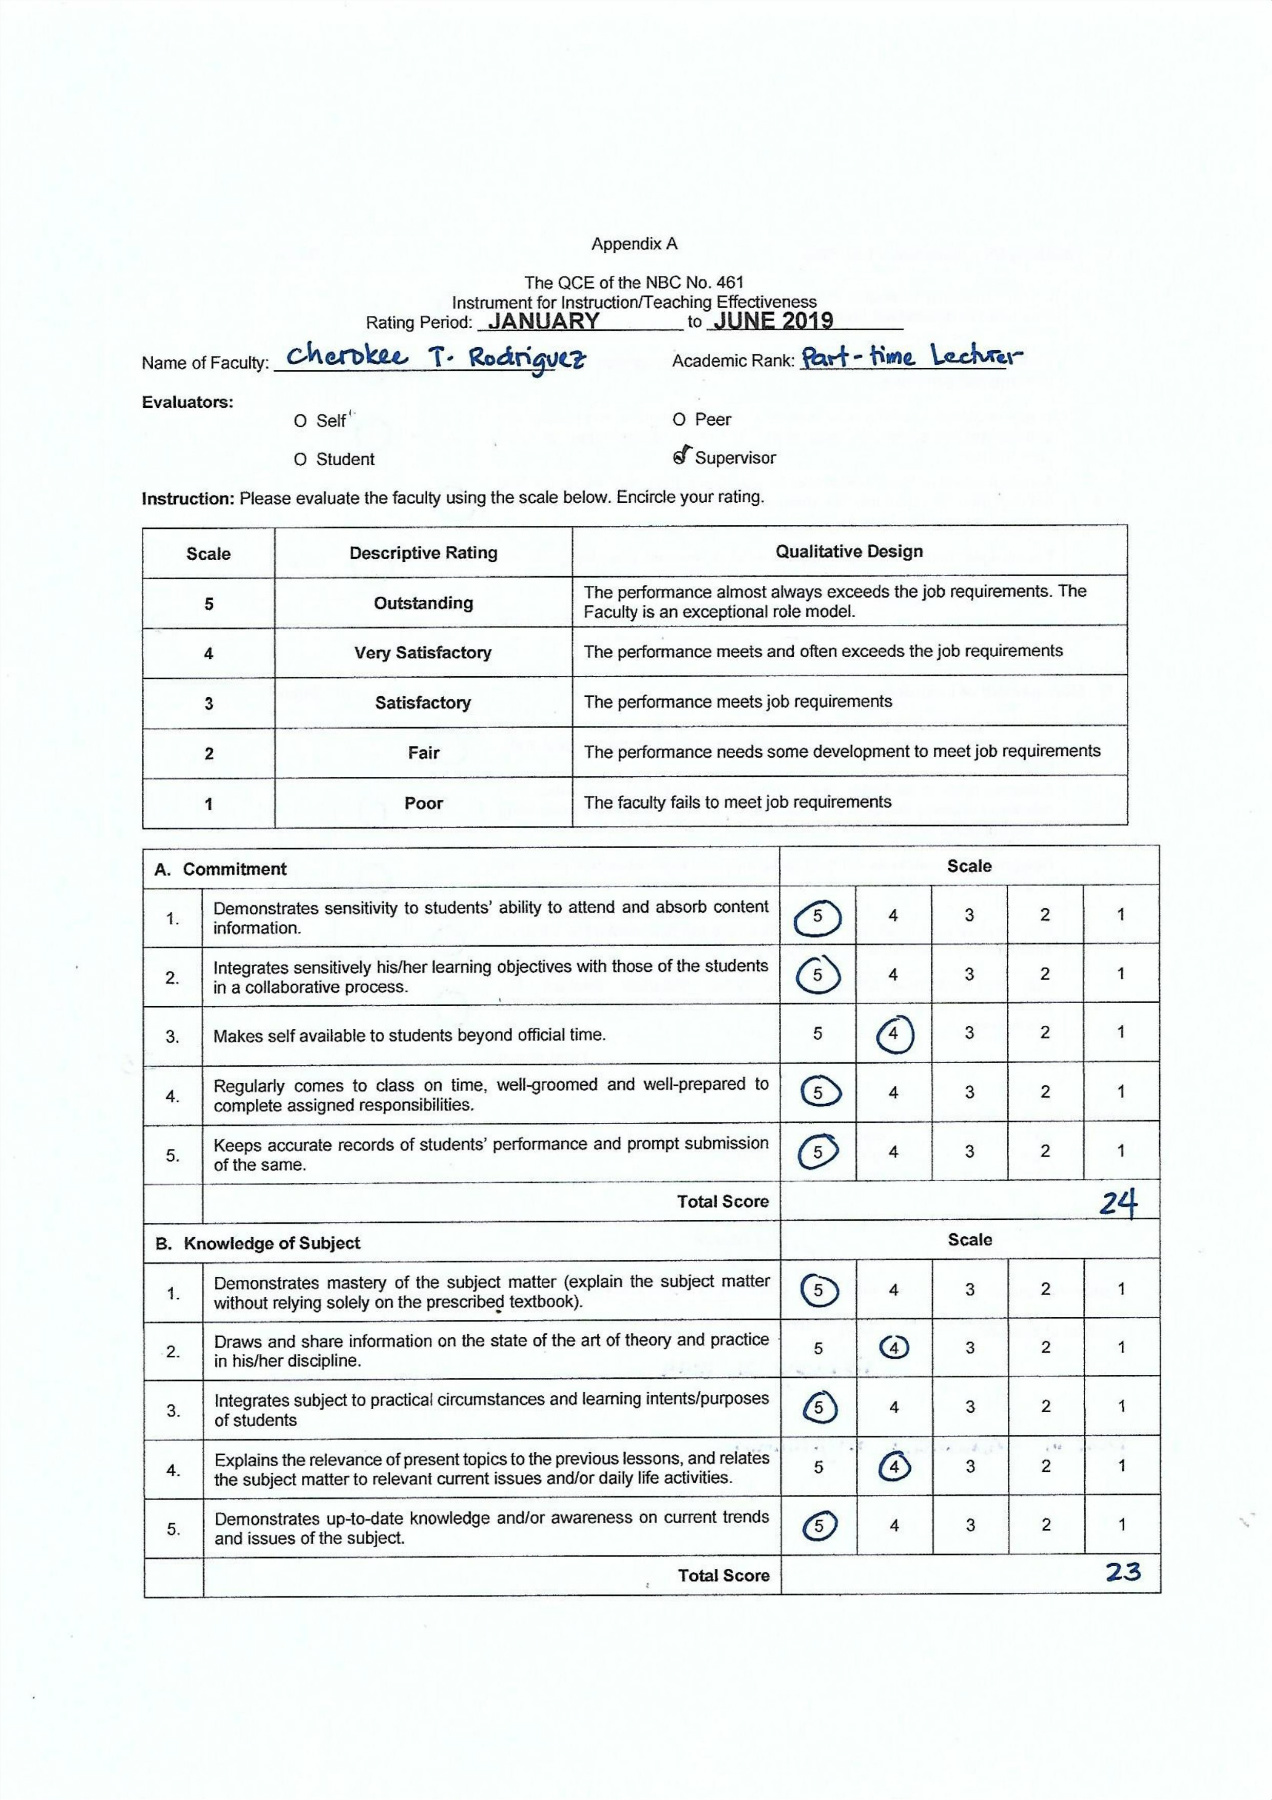 Appendix A
The QCE of the NBC No. 461
Instrument for Instruction/Teaching Effectiveness
Rating Period: JANUARY to JUNE 2019
Name of Faculty: Cherokee T. Rodriguez Academic Rank: Part-time Lecturer
Evaluators:
O Self O Peer
O Student O Supervisor
Instruction: Please evaluate the faculty using the scale below. Encircle your rating.
Scale Descriptive Rating Qualitative Design
5 Outstanding The performance almost always exceeds the job requirements. The
Faculty is an exceptional role model.
4 Very Satisfactory The performance meets and often exceeds the job requirements
3 Satisfactory The performance meets job requirements
2 Fair The performance needs some development to meet job requirements
1 Poor The faculty fails to meet job requirements
A. Commitment Scale
1. Demonstrates sensitivity to students' ability to attend and absorb content
information. 5 4 3 2 1
2. Integrates sensitively his/her learning objectives with those of the students
in a collaborative process. 5 4 3 2 1
3. Makes self available to students beyond official time. 5 4 3 2 1
4. Regularly comes to class on time, well-groomed and well-prepared to
complete assigned responsibilities. 5 4 3 2 1
5. Keeps accurate records of students' performance and prompt submission
of the same. 5 4 3 2 1
Total Score 24
B. Knowledge of Subject Scale
1. Demonstrates mastery of the subject matter (explain the subject matter
without relying solely on the prescribed textbook). 5 4 3 2 1
2. Draws and share information on the state of the art of theory and practice
in his/her discipline. 5 4 3 2 1
3. Integrates subject to practical circumstances and learning intents/purposes
of students 5 4 3 2 1
4. Explains the relevance of present topics to the previous lessons, and relates
the subject matter to relevant current issues and/or daily life activities. 5 4 3 2 1
5. Demonstrates up-to-date knowledge and/or awareness on current trends
and issues of the subject. 5 4 3 2 1
Total Score 23